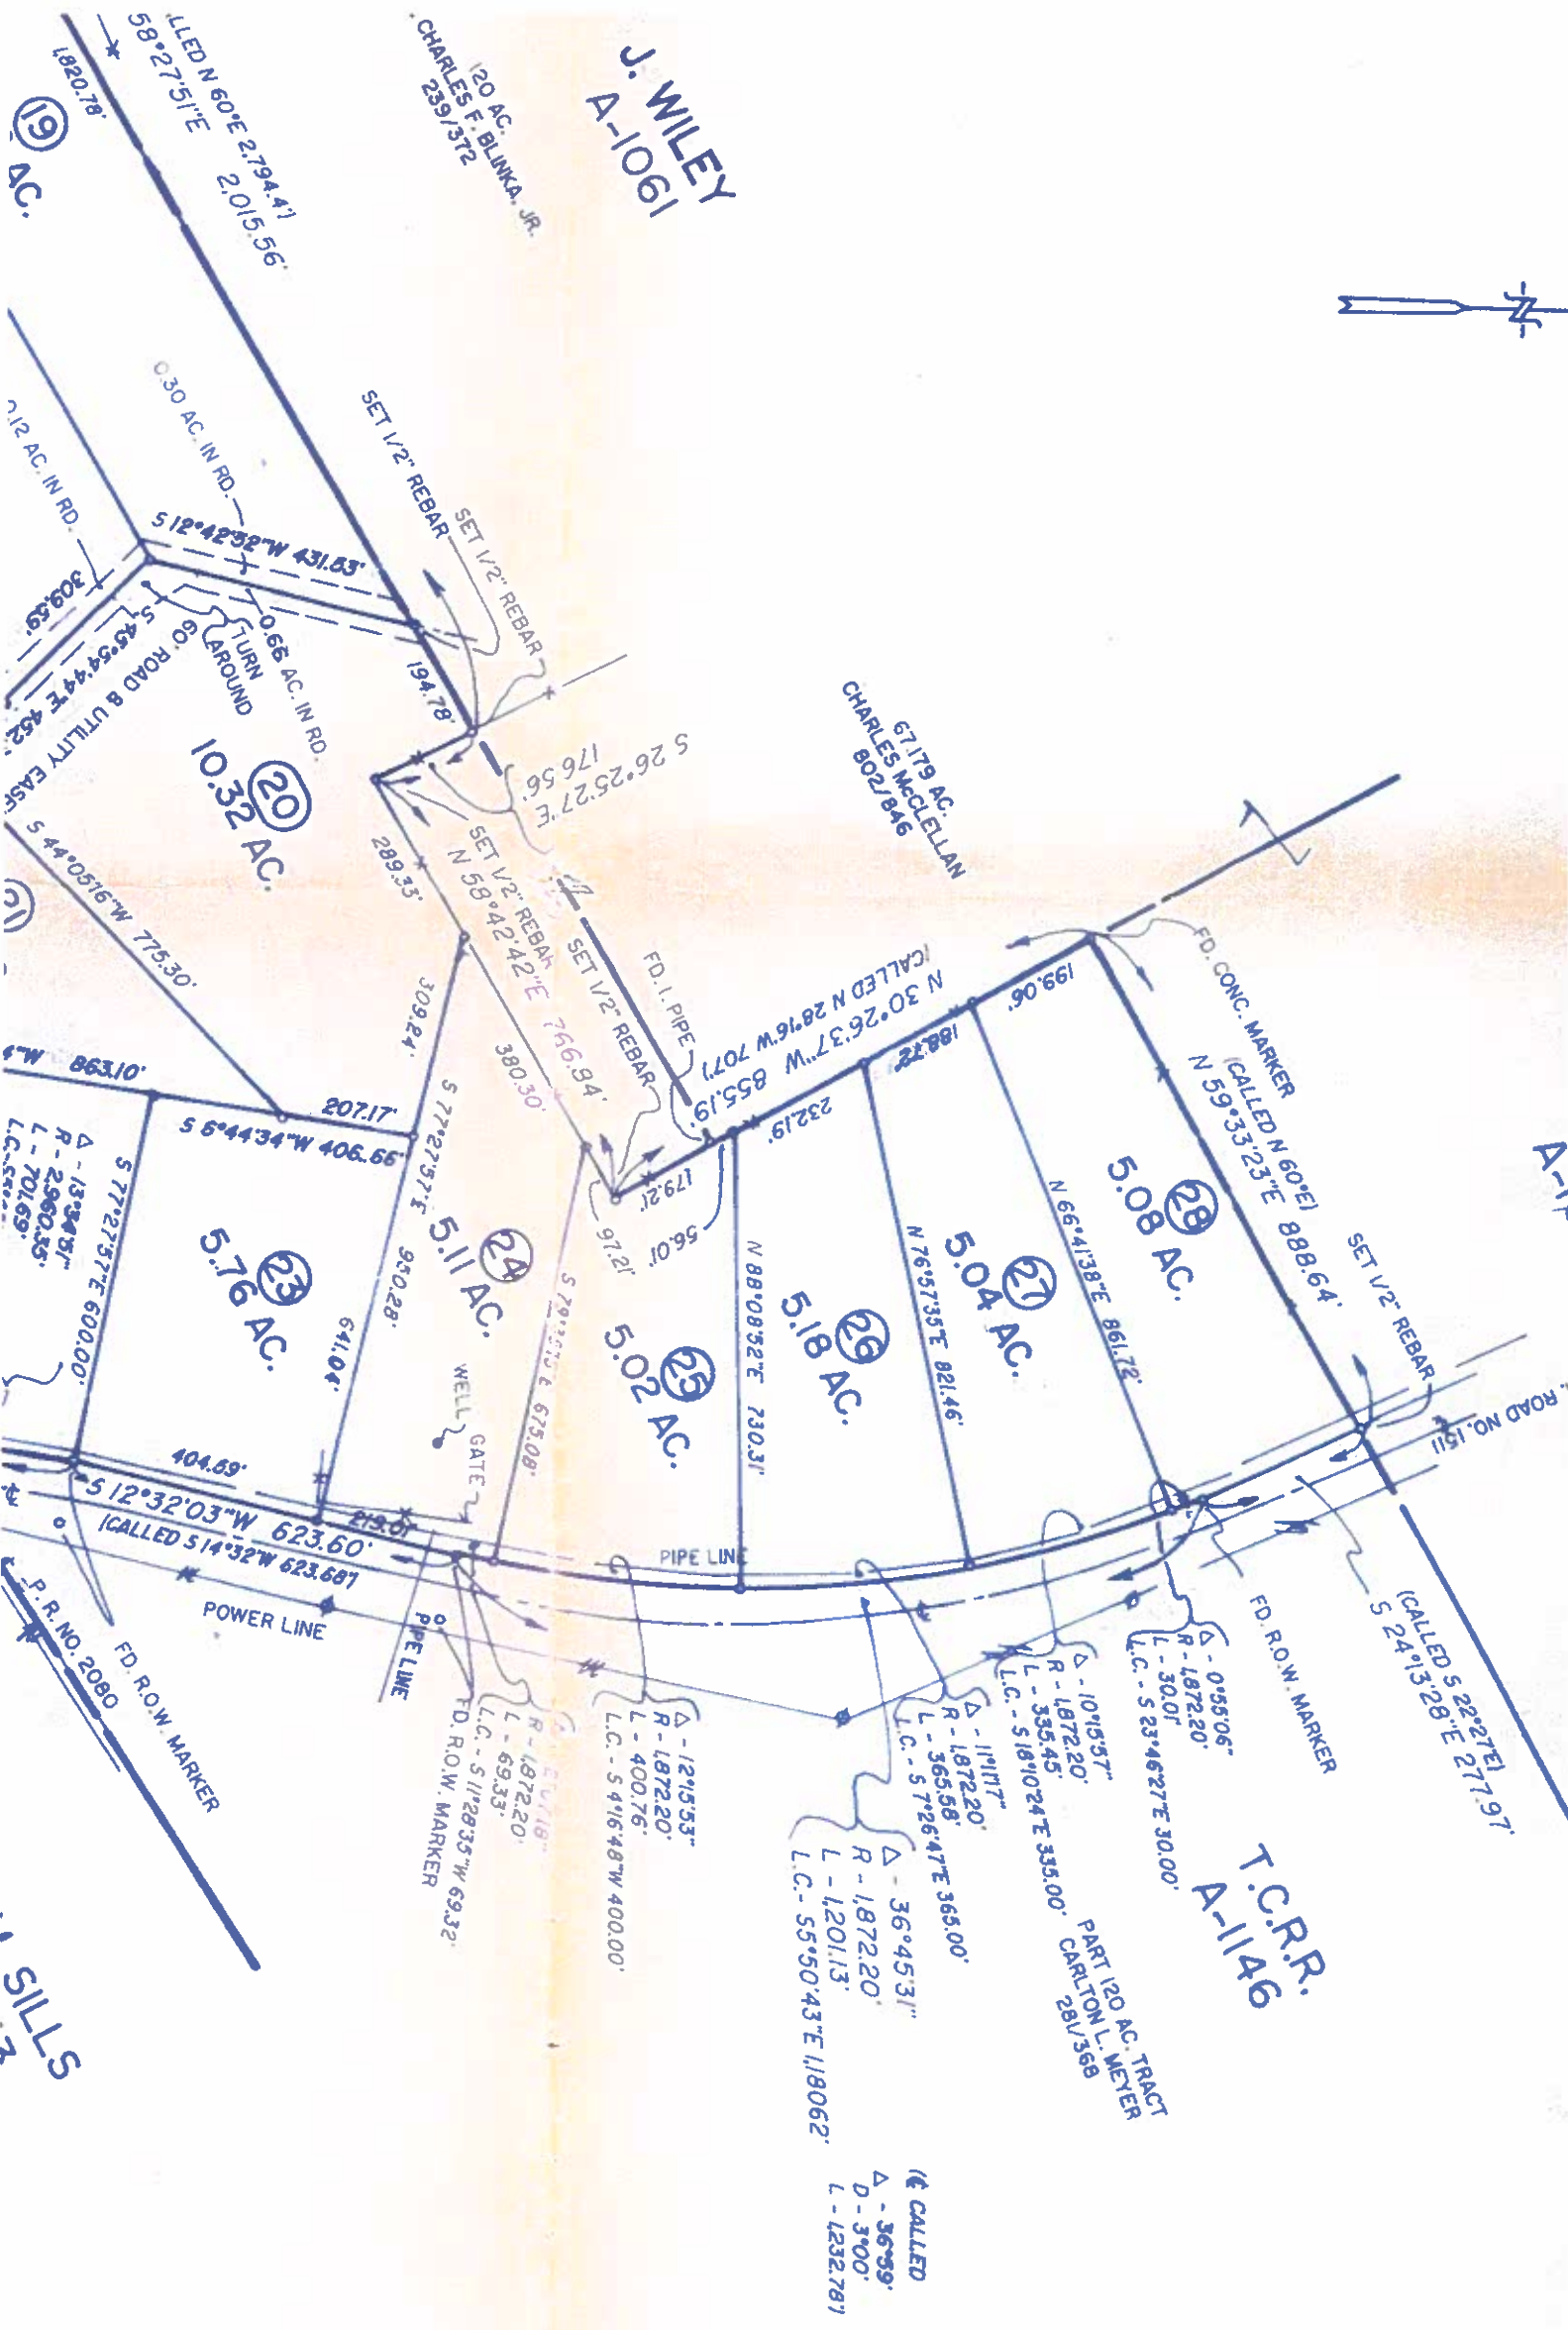 J. WILEY
A-1061
120 AC.
CHARLES F. BLINKA, JR.
239/372
LLED N 60°E 2,794.4')
58°27'51"E 2,015.56'
1,820.78'
19
AC.
0.30 AC. IN RD.
0.12 AC. IN RD.
SET 1/2" REBAR
SET 1/2" REBAR
S 12°42'32"W 431.63'
309.59'
S 45°54'44"E 452.
60' ROAD & UTILITY EASE
TURN
AROUND
0.66 AC. IN RD.
194.78'
20
10.32 AC.
S 26°25'27"E
176.56'
289.33'
SET 1/2" REBAR
N 58°42'42"E 766.84'
SET 1/2" REBAR
FD. I. PIPE
S 44°05'16"W 775.30'
863.10'
207.17'
S 6°44'34"W 406.66'
309.24'
380.30'
S 77°27'57"E 950.28'
641.04'
67.179 AC.
CHARLES McCLELLAN
802/846
(CALLED N 28°16'W 707')
N 30°26'37"W 855.19'
199.06'
188.72'
232.19'
179.21'
56.01'
97.21'
FD. CONC. MARKER
(CALLED N 60°E)
N 59°33'23"E 888.64'
SET 1/2" REBAR
ROAD NO. 1511
28
5.08 AC.
N 66°41'38"E 861.72'
27
5.04 AC.
N 76°57'35"E 821.46'
26
5.18 AC.
N 88°08'52"E 730.31'
25
5.02 AC.
675.08'
24
5.11 AC.
WELL
GATE
23
5.76 AC.
S 77°27'57"E 600.00'
Δ - 13°34'51"
R - 2,960.35'
L - 701.69'
L.C.
404.59'
219.01'
S 12°32'03"W 623.60'
(CALLED S 14°32'W 623.68')
POWER LINE
PIPE LINE
PIPE LINE
P. R. NO. 2080
FD. R.O.W. MARKER
FD. R.O.W. MARKER
R - 1,872.20'
L - 69.33'
L.C. - S 11°28'35"W 69.32'
Δ - 12°15'53"
R - 1,872.20'
L - 400.76'
L.C. - S 4°16'48"W 400.00'
Δ - 36°45'31"
R - 1,872.20'
L - 1,201.13'
L.C. - S5°50'43"E 1,180.62'
Δ - 11°11'17"
R - 1,872.20'
L - 365.58'
L.C. - S 7°26'47"E 365.00'
Δ - 10°15'57"
R - 1,872.20'
L - 335.45'
L.C. - S 18°10'24"E 335.00'
Δ - 0°55'06"
R - 1,872.20'
L - 30.01'
L.C. - S 23°46'27"E 30.00'
FD. R.O.W. MARKER
(CALLED S 22°27'E)
S 24°13'28"E 277.97'
T.C.R.R.
A-1146
PART 120 AC. TRACT
CARLTON L. MEYER
281/368
(℄ CALLED
Δ - 36°59'
D - 3°00'
L - 1,232.78')
SILLS